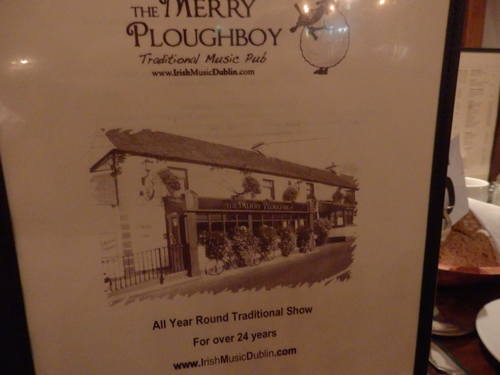 THE MERRY
PLOUGHBOY
Traditional Music Pub
www.IrishMusicDublin.com
THE MERRY PLOUGHBOY
All Year Round Traditional Show
For over 24 years
www.IrishMusicDublin.com